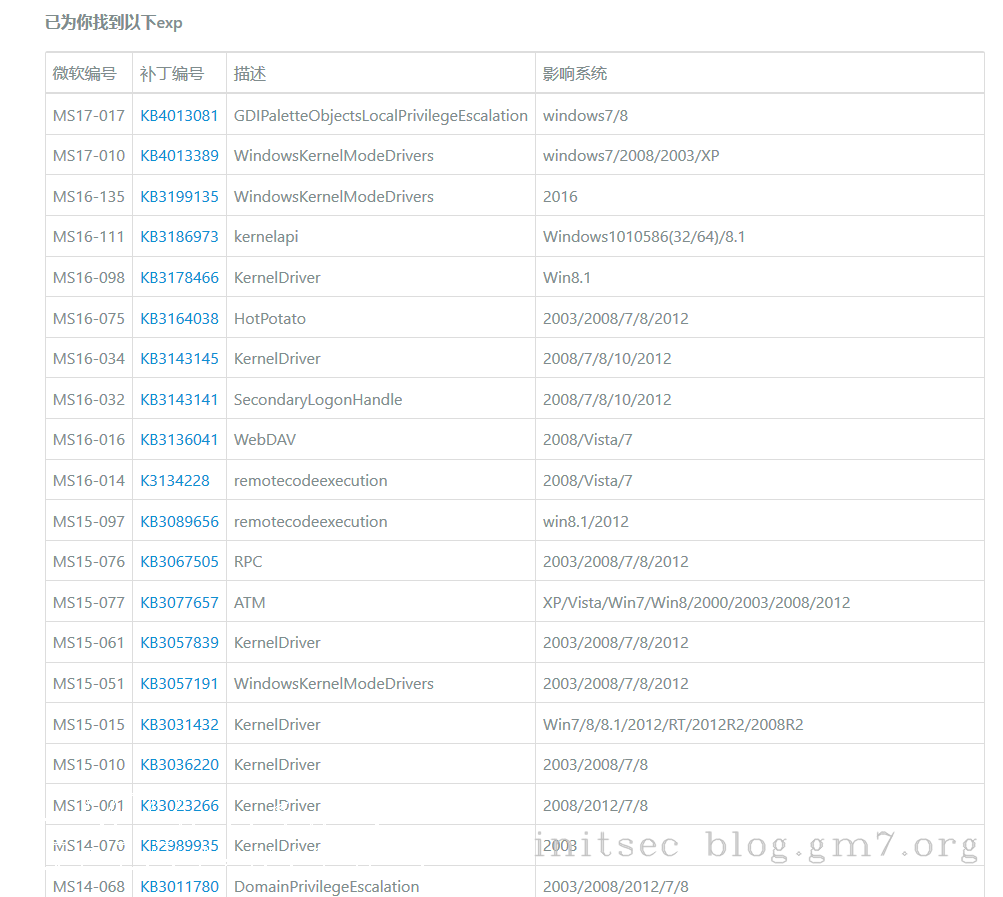 已为你找到以下exp
微软编号 补丁编号 描述 影响系统
MS17-017 KB4013081 GDIPaletteObjectsLocalPrivilegeEscalation windows7/8
MS17-010 KB4013389 WindowsKernelModeDrivers windows7/2008/2003/XP
MS16-135 KB3199135 WindowsKernelModeDrivers 2016
MS16-111 KB3186973 kernelapi Windows1010586(32/64)/8.1
MS16-098 KB3178466 KernelDriver Win8.1
MS16-075 KB3164038 HotPotato 2003/2008/7/8/2012
MS16-034 KB3143145 KernelDriver 2008/7/8/10/2012
MS16-032 KB3143141 SecondaryLogonHandle 2008/7/8/10/2012
MS16-016 KB3136041 WebDAV 2008/Vista/7
MS16-014 K3134228 remotecodeexecution 2008/Vista/7
MS15-097 KB3089656 remotecodeexecution win8.1/2012
MS15-076 KB3067505 RPC 2003/2008/7/8/2012
MS15-077 KB3077657 ATM XP/Vista/Win7/Win8/2000/2003/2008/2012
MS15-061 KB3057839 KernelDriver 2003/2008/7/8/2012
MS15-051 KB3057191 WindowsKernelModeDrivers 2003/2008/7/8/2012
MS15-015 KB3031432 KernelDriver Win7/8/8.1/2012/RT/2012R2/2008R2
MS15-010 KB3036220 KernelDriver 2003/2008/7/8
MS15-001 KB3023266 KernelDriver 2008/2012/7/8
MS14-070 KB2989935 KernelDriver 2003
initsec blog.gm7.org
MS14-068 KB3011780 DomainPrivilegeEscalation 2003/2008/2012/7/8